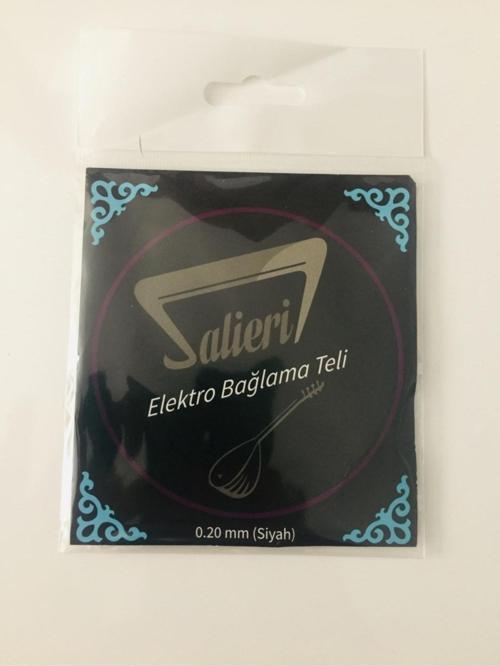 Salieri
Elektro Bağlama Teli
0.20 mm (Siyah)